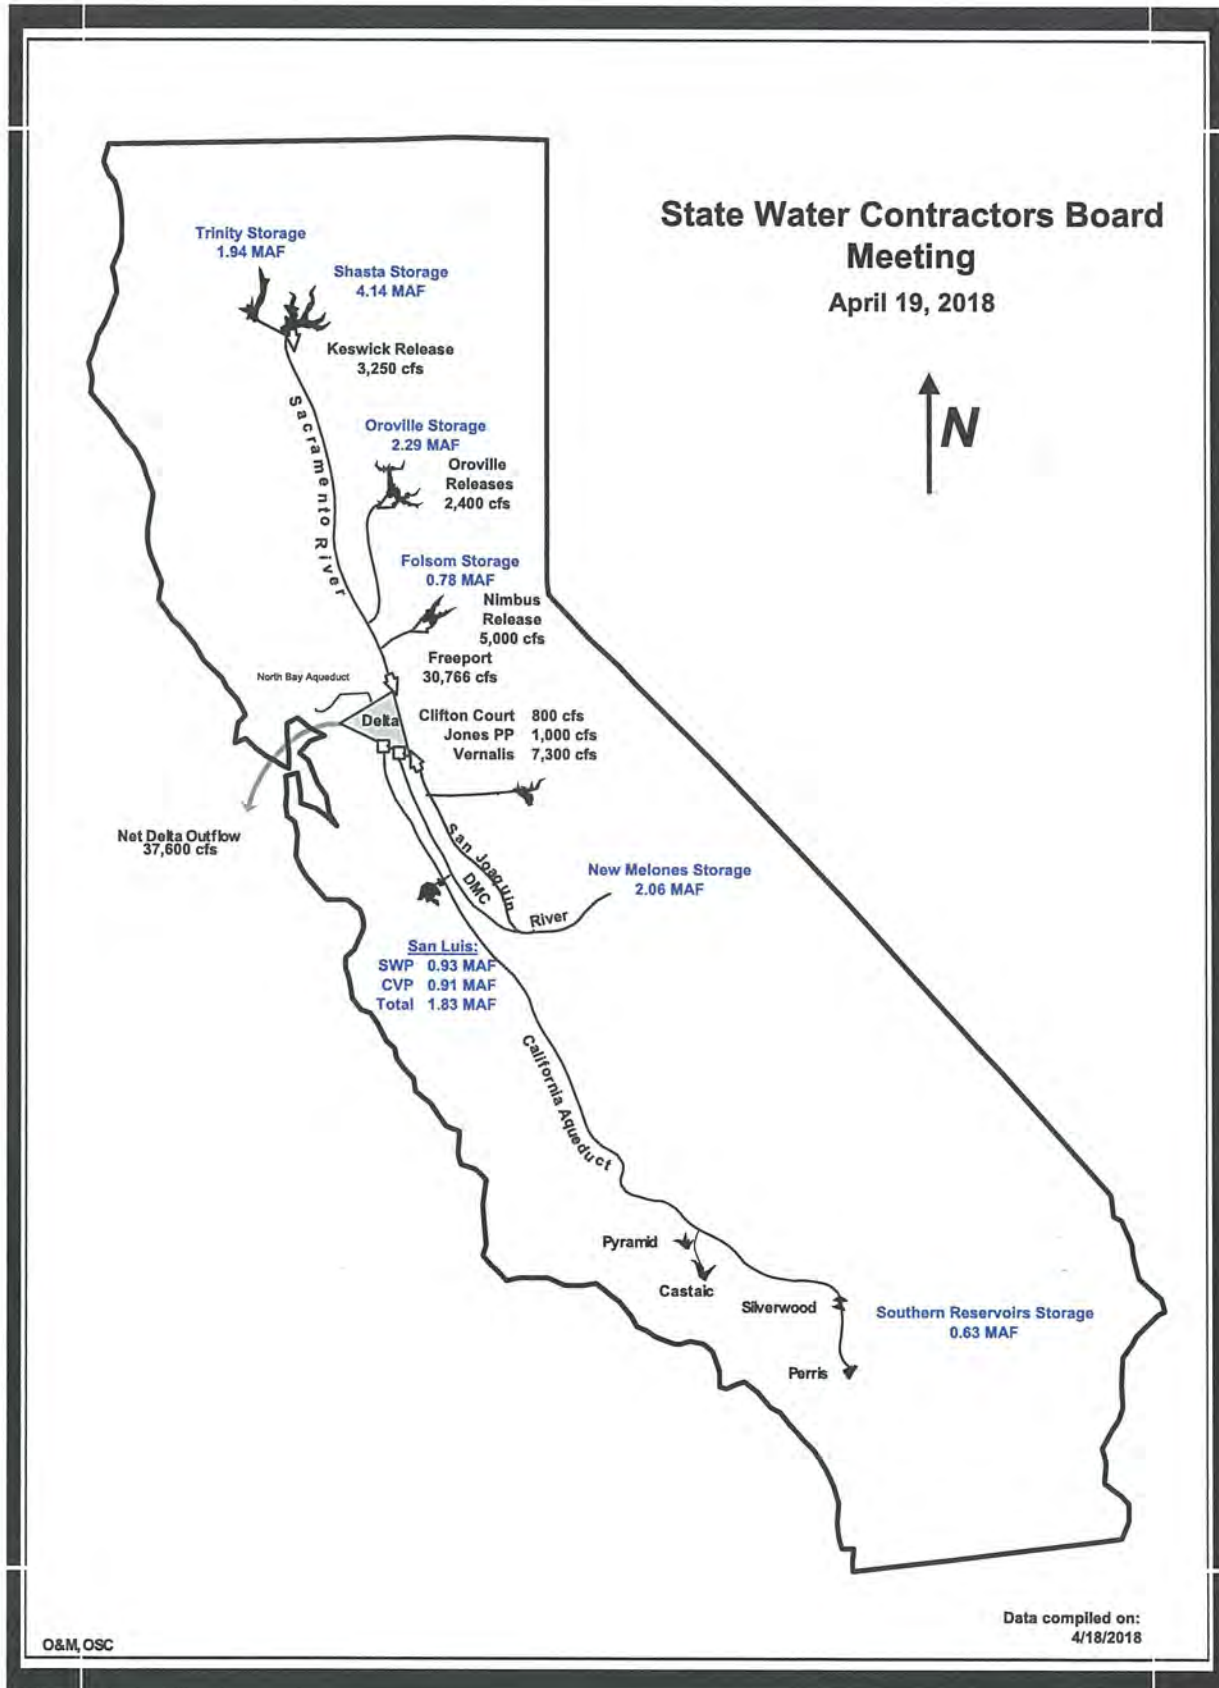 State Water Contractors Board
Meeting
April 19, 2018
N
Trinity Storage
1.94 MAF
Shasta Storage
4.14 MAF
Keswick Release
3,250 cfs
Sacramento River
Oroville Storage
2.29 MAF
Oroville
Releases
2,400 cfs
Folsom Storage
0.78 MAF
Nimbus
Release
5,000 cfs
Freeport
30,766 cfs
North Bay Aqueduct
Delta
Clifton Court 800 cfs
Jones PP 1,000 cfs
Vernalis 7,300 cfs
Net Delta Outflow
37,600 cfs
San Joaquin
River
DMC
New Melones Storage
2.06 MAF
San Luis:
SWP 0.93 MAF
CVP 0.91 MAF
Total 1.83 MAF
California Aqueduct
Pyramid
Castaic
Silverwood
Perris
Southern Reservoirs Storage
0.63 MAF
Data compiled on:
4/18/2018
O&M, OSC